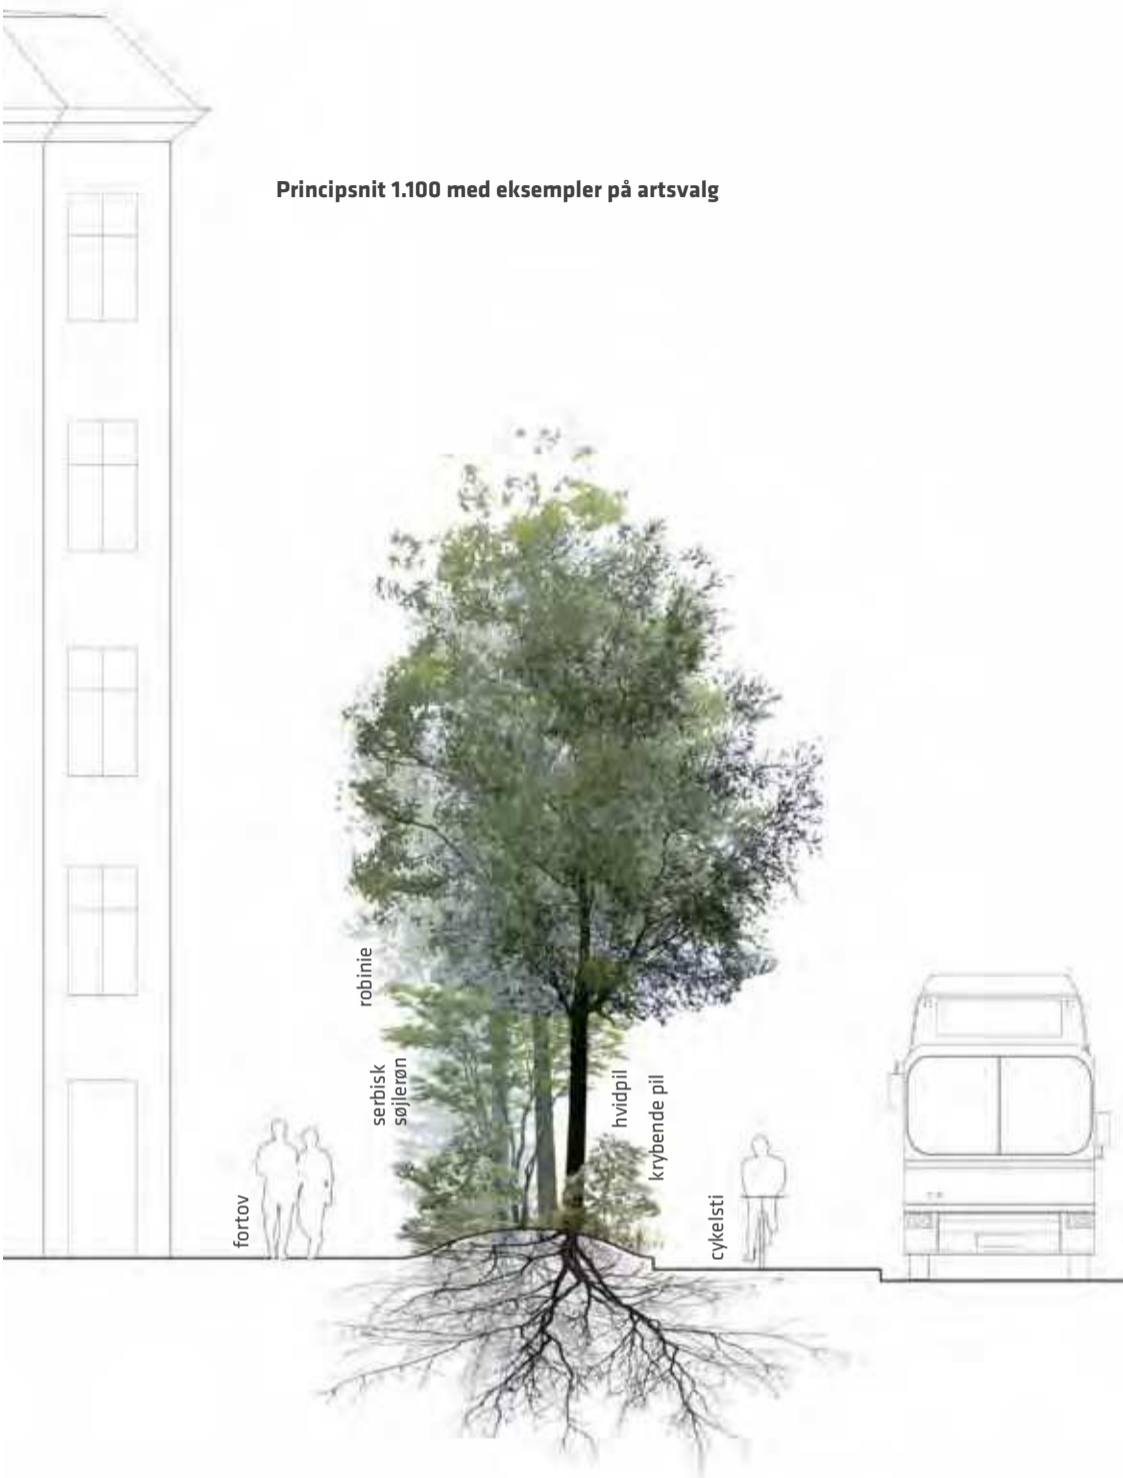 Principsnit 1.100 med eksempler på artsvalg
robinie
serbisk
søjlerøn
hvidpil
krybende pil
fortov
cykelsti